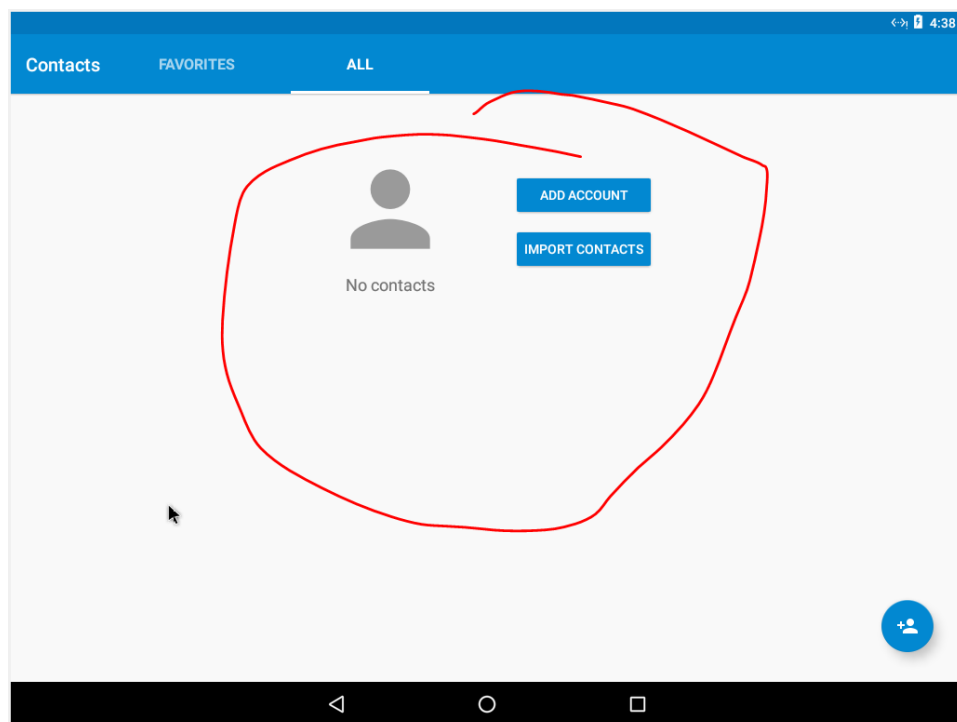 4:38
Contacts FAVORITES ALL
ADD ACCOUNT
IMPORT CONTACTS
No contacts